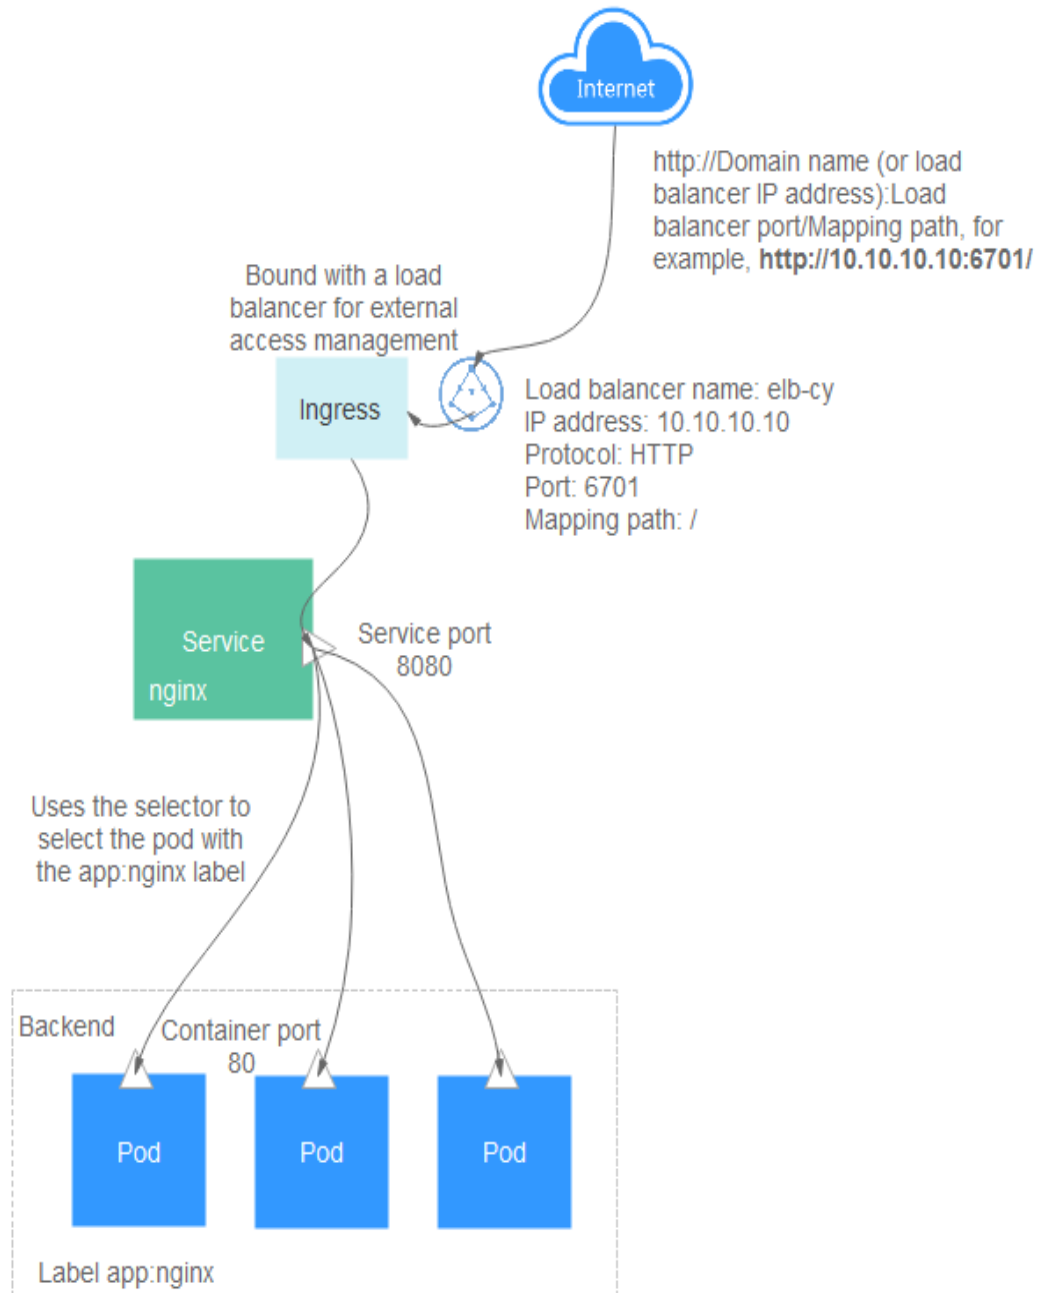 Internet
http://Domain name (or load
balancer IP address):Load
balancer port/Mapping path, for
example, http://10.10.10.10:6701/
Bound with a load
balancer for external
access management
Ingress
Load balancer name: elb-cy
IP address: 10.10.10.10
Protocol: HTTP
Port: 6701
Mapping path: /
Service
nginx
Service port
8080
Uses the selector to
select the pod with
the app:nginx label
Backend
Container port
80
Pod
Pod
Pod
Label app:nginx